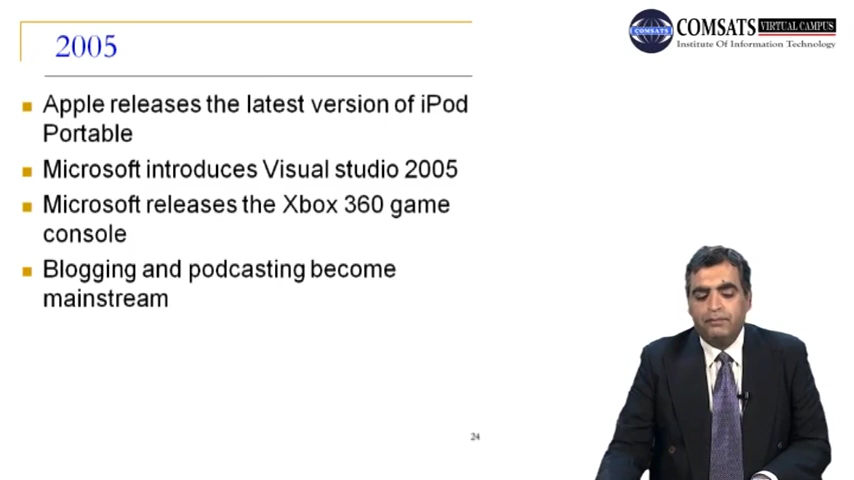 2005
COMSATS VIRTUAL CAMPUS
Institute Of Information Technology
COMSATS
Apple releases the latest version of iPod
Portable
Microsoft introduces Visual studio 2005
Microsoft releases the Xbox 360 game
console
Blogging and podcasting become
mainstream
24